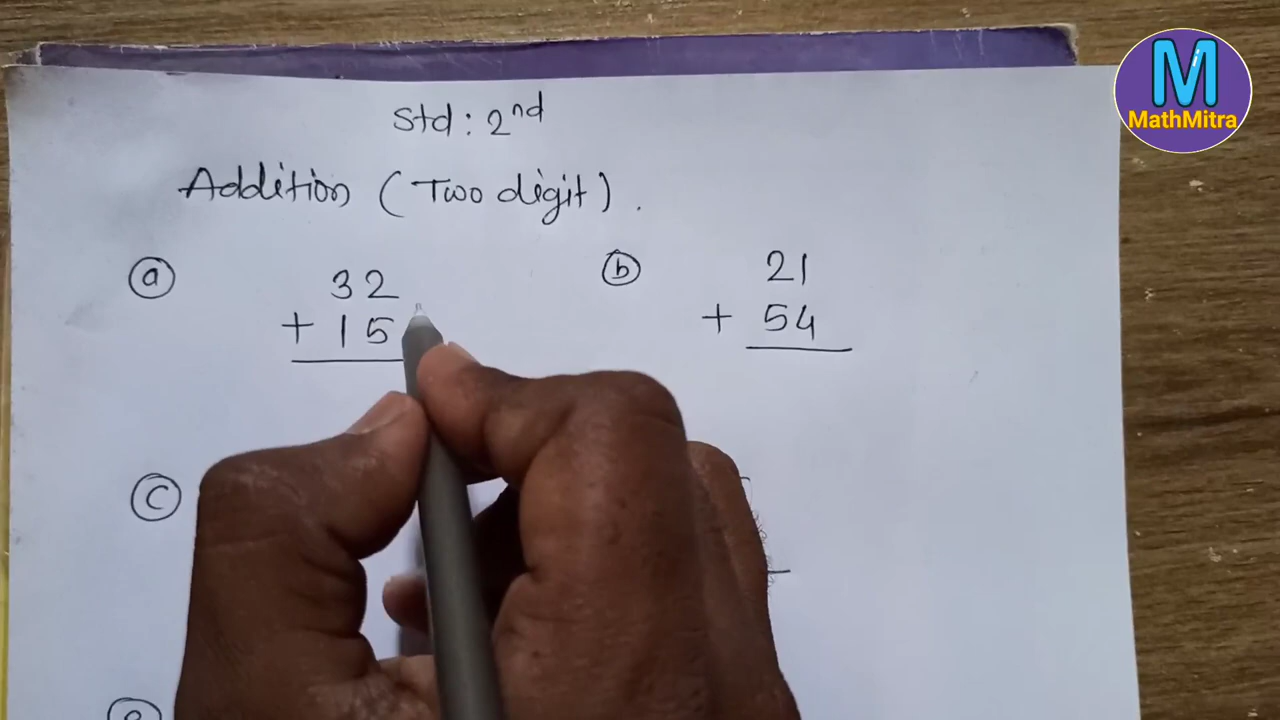 Std : 2nd
Addition (Two digit) .
a 32
+ 15
b 21
+ 54
c
M
MathMitra